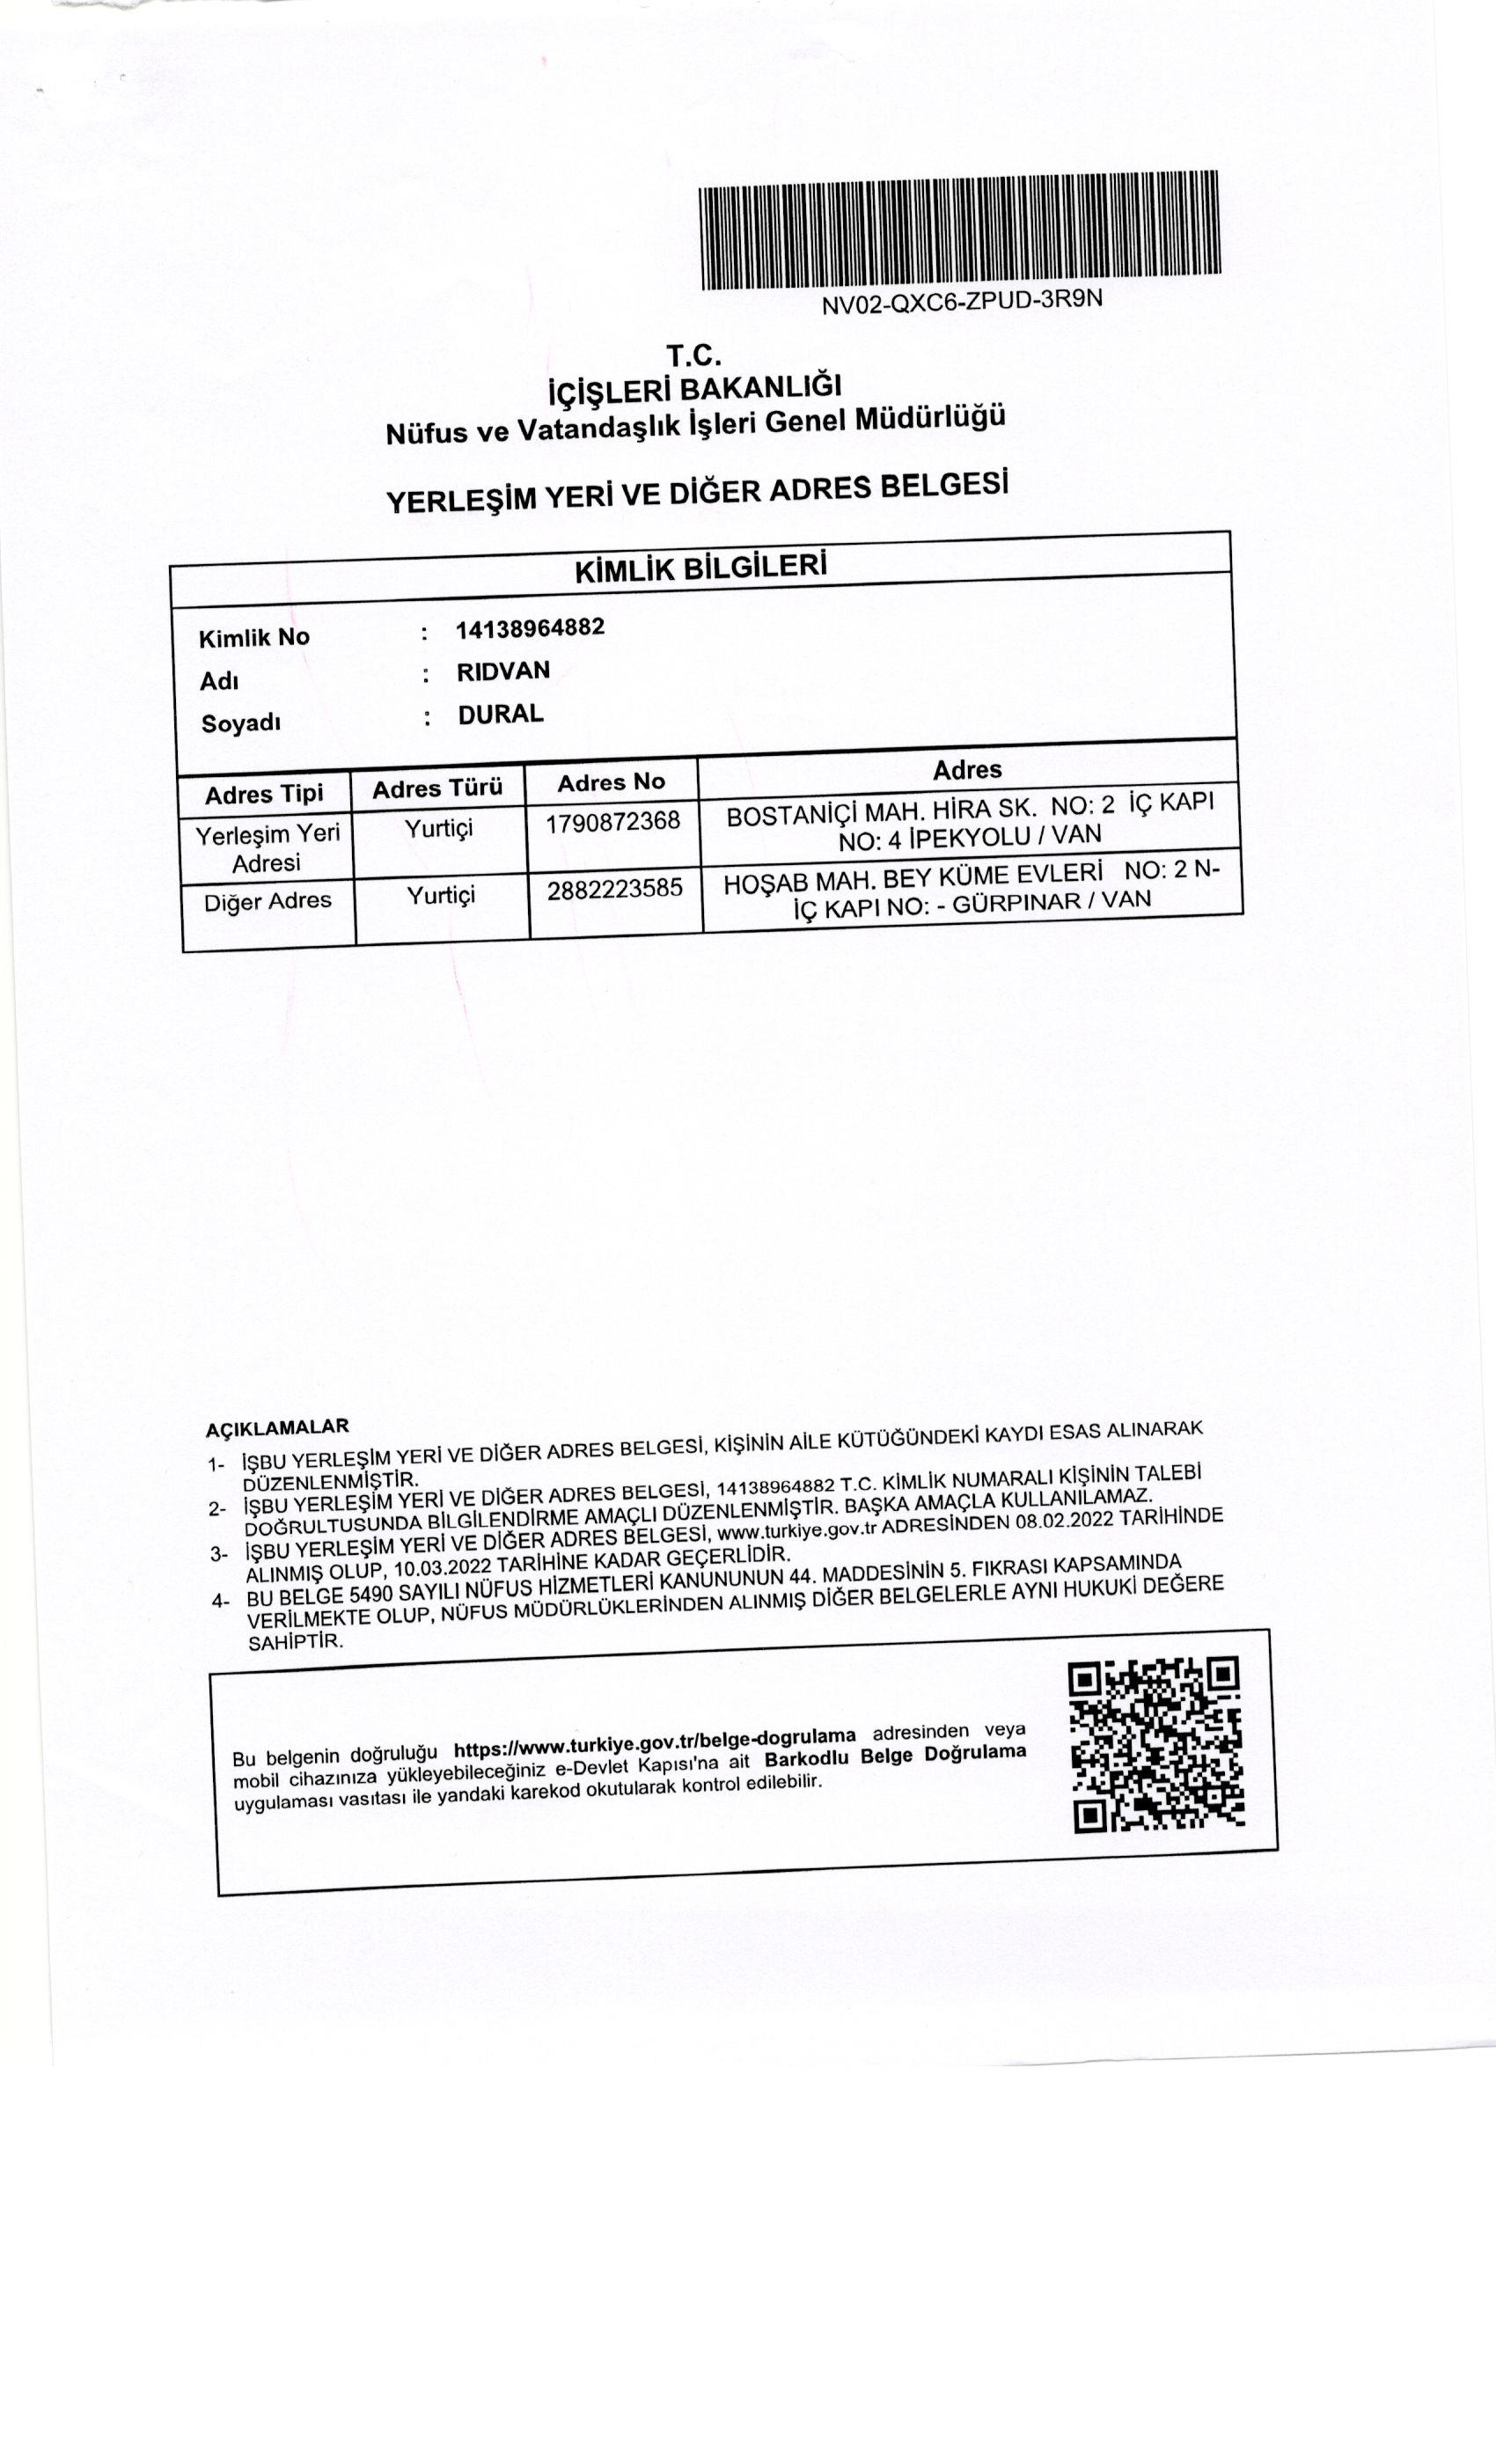 NV02-QXC6-ZPUD-3R9N
T.C.
İÇİŞLERİ BAKANLIĞI
Nüfus ve Vatandaşlık İşleri Genel Müdürlüğü
YERLEŞİM YERİ VE DİĞER ADRES BELGESİ
KİMLİK BİLGİLERİ
Kimlik No : 14138964882
Adı : RIDVAN
Soyadı : DURAL
Adres Tipi Adres Türü Adres No Adres
Yerleşim Yeri Adresi Yurtiçi 1790872368 BOSTANİÇİ MAH. HİRA SK. NO: 2 İÇ KAPI
NO: 4 İPEKYOLU / VAN
Diğer Adres Yurtiçi 2882223585 HOŞAB MAH. BEY KÜME EVLERİ NO: 2 N-
İÇ KAPI NO: - GÜRPINAR / VAN
AÇIKLAMALAR
1- İŞBU YERLEŞİM YERİ VE DİĞER ADRES BELGESİ, KİŞİNİN AİLE KÜTÜĞÜNDEKİ KAYDI ESAS ALINARAK
DÜZENLENMİŞTİR.
2- İŞBU YERLEŞİM YERİ VE DİĞER ADRES BELGESİ, 14138964882 T.C. KİMLİK NUMARALI KİŞİNİN TALEBİ
DOĞRULTUSUNDA BİLGİLENDİRME AMAÇLI DÜZENLENMİŞTİR. BAŞKA AMAÇLA KULLANILAMAZ.
3- İŞBU YERLEŞİM YERİ VE DİĞER ADRES BELGESİ, www.turkiye.gov.tr ADRESİNDEN 08.02.2022 TARİHİNDE
ALINMIŞ OLUP, 10.03.2022 TARİHİNE KADAR GEÇERLİDİR.
4- BU BELGE 5490 SAYILI NÜFUS HİZMETLERİ KANUNUNUN 44. MADDESİNİN 5. FIKRASI KAPSAMINDA
VERİLMEKTE OLUP, NÜFUS MÜDÜRLÜKLERİNDEN ALINMIŞ DİĞER BELGELERLE AYNI HUKUKİ DEĞERE
SAHİPTİR.
Bu belgenin doğruluğu https://www.turkiye.gov.tr/belge-dogrulama adresinden veya
mobil cihazınıza yükleyebileceğiniz e-Devlet Kapısı'na ait Barkodlu Belge Doğrulama
uygulaması vasıtası ile yandaki karekod okutularak kontrol edilebilir.